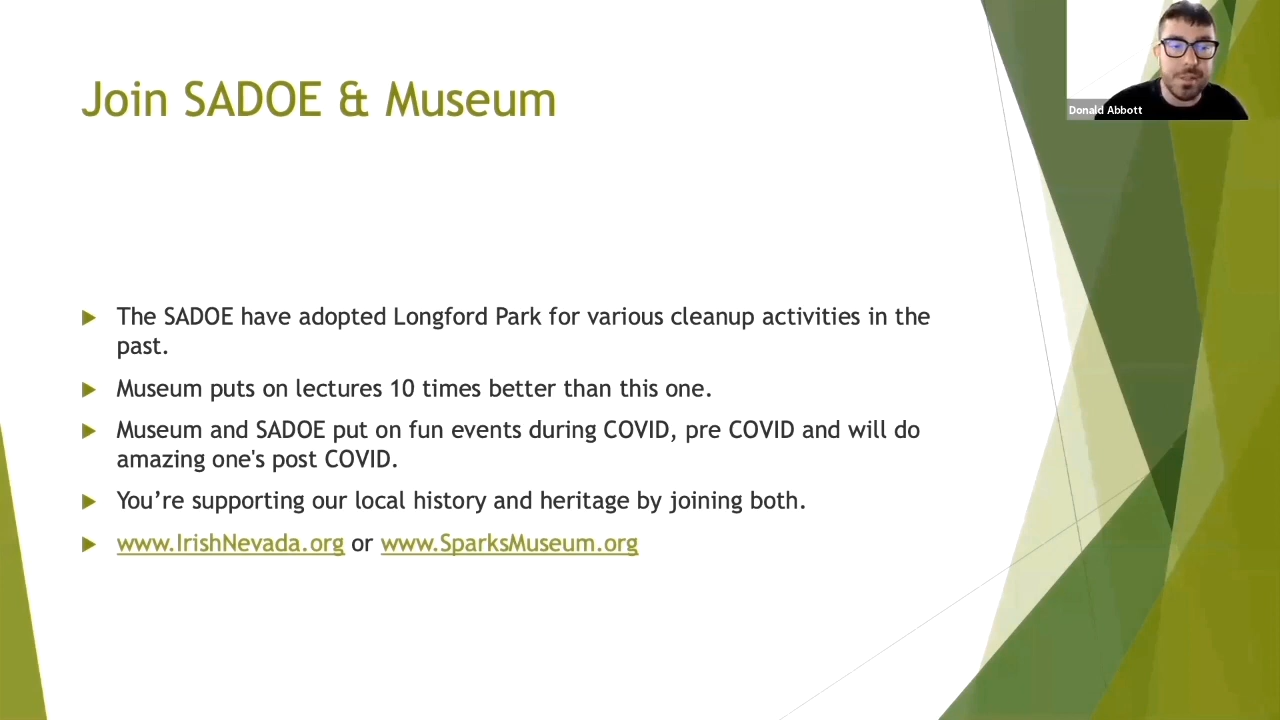 Join SADOE & Museum
Donald Abbott
The SADOE have adopted Longford Park for various cleanup activities in the
past.
Museum puts on lectures 10 times better than this one.
Museum and SADOE put on fun events during COVID, pre COVID and will do
amazing one's post COVID.
You’re supporting our local history and heritage by joining both.
www.IrishNevada.org or www.SparksMuseum.org